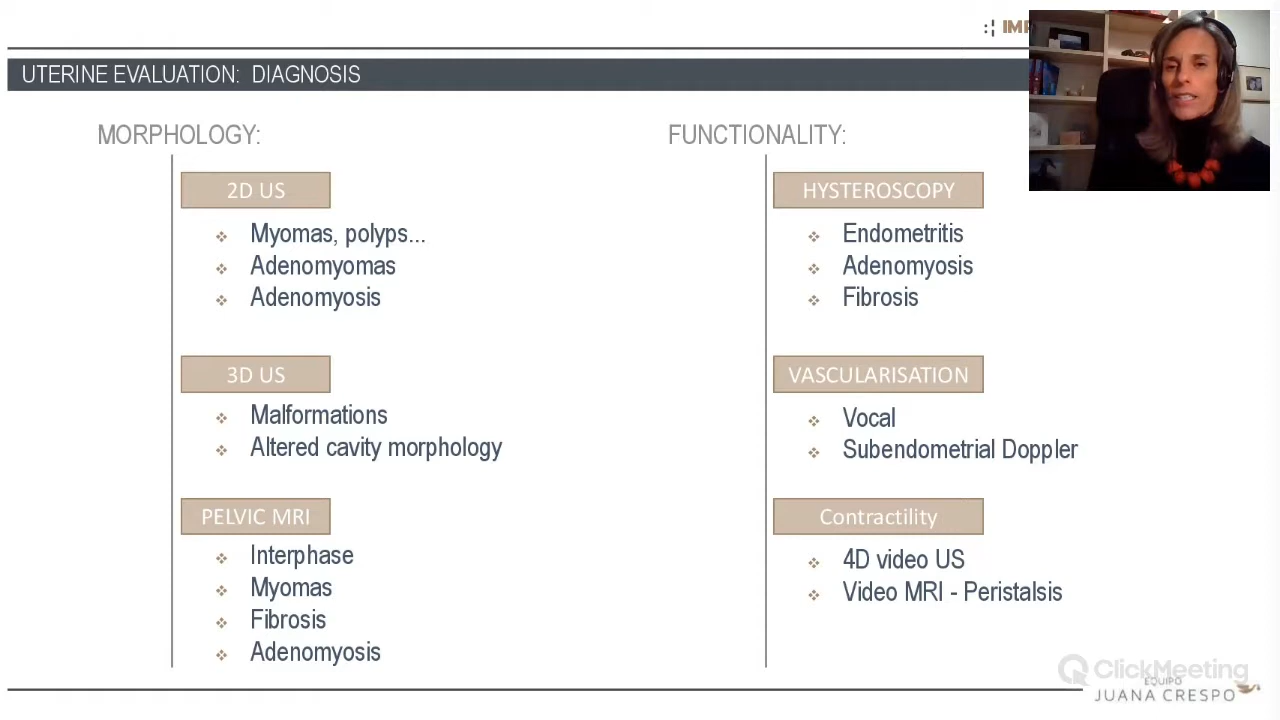 IMP
UTERINE EVALUATION: DIAGNOSIS
MORPHOLOGY:
2D US
Myomas, polyps...
Adenomyomas
Adenomyosis
3D US
Malformations
Altered cavity morphology
PELVIC MRI
Interphase
Myomas
Fibrosis
Adenomyosis
FUNCTIONALITY:
HYSTEROSCOPY
Endometritis
Adenomyosis
Fibrosis
VASCULARISATION
Vocal
Subendometrial Doppler
Contractility
4D video US
Video MRI - Peristalsis
ClickMeeting
EQUIPO
JUANA CRESPO